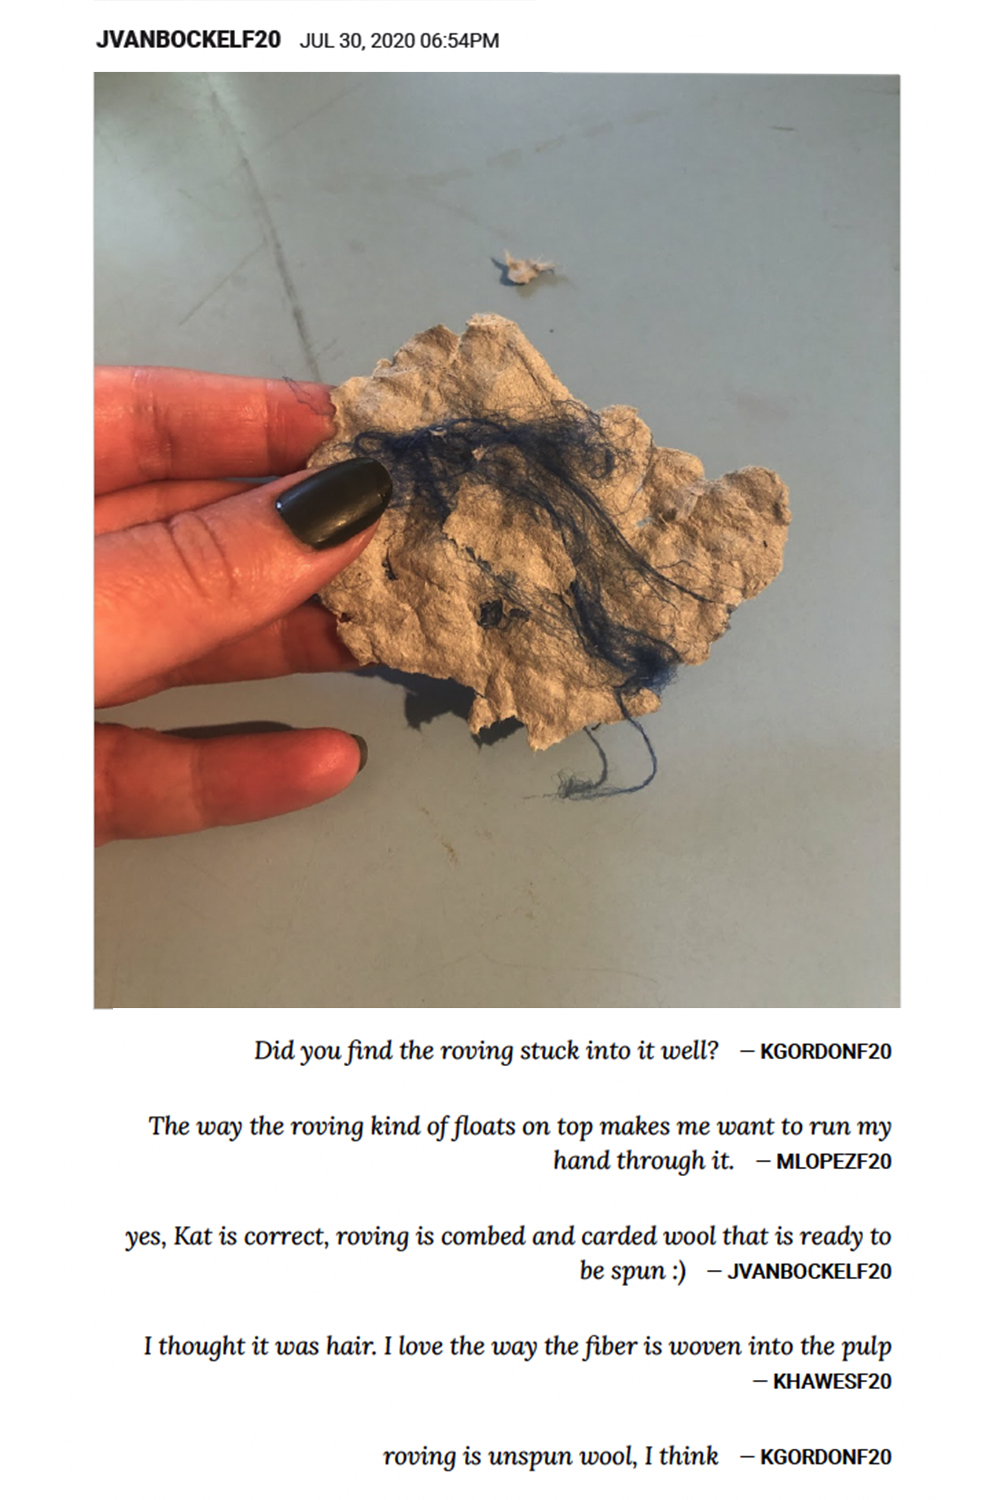 JVANBOCKELF20 JUL 30, 2020 06:54PM
Did you find the roving stuck into it well? — KGORDONF20
The way the roving kind of floats on top makes me want to run my
hand through it. — MLOPEZF20
yes, Kat is correct, roving is combed and carded wool that is ready to
be spun :) — JVANBOCKELF20
I thought it was hair. I love the way the fiber is woven into the pulp
— KHAWESF20
roving is unspun wool, I think — KGORDONF20